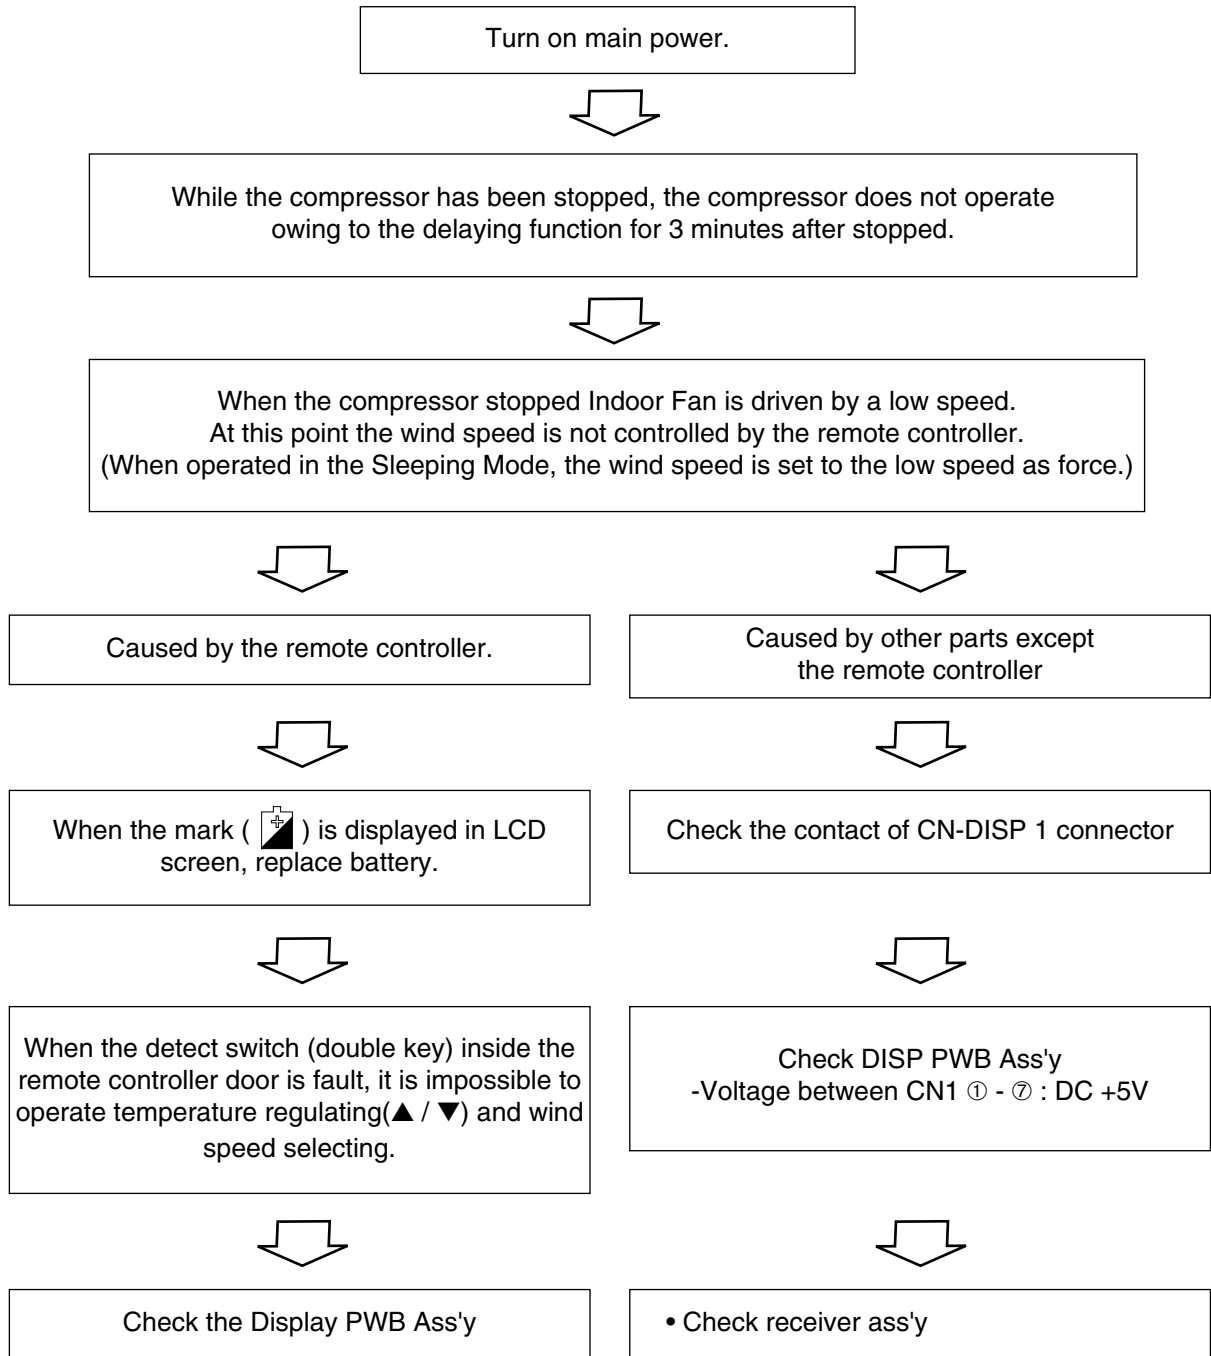 Turn on main power.
While the compressor has been stopped, the compressor does not operate
owing to the delaying function for 3 minutes after stopped.
When the compressor stopped Indoor Fan is driven by a low speed.
At this point the wind speed is not controlled by the remote controller.
(When operated in the Sleeping Mode, the wind speed is set to the low speed as force.)
Caused by the remote controller.
Caused by other parts except
the remote controller
When the mark ( ) is displayed in LCD
screen, replace battery.
Check the contact of CN-DISP 1 connector
When the detect switch (double key) inside the
remote controller door is fault, it is impossible to
operate temperature regulating(▲ / ▼) and wind
speed selecting.
Check DISP PWB Ass'y
-Voltage between CN1 ① - ⑦ : DC +5V
Check the Display PWB Ass'y
• Check receiver ass'y